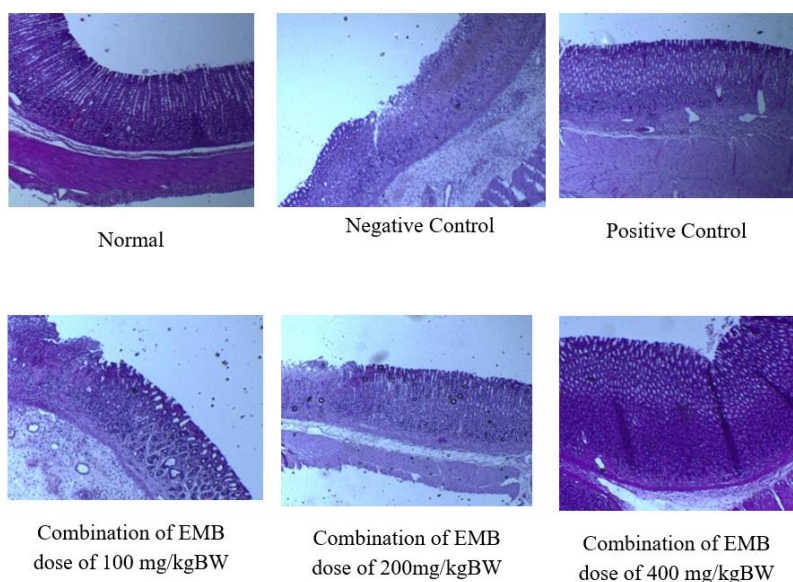 Normal
Negative Control
Positive Control
Combination of EMB
dose of 100 mg/kgBW
Combination of EMB
dose of 200mg/kgBW
Combination of EMB
dose of 400 mg/kgBW